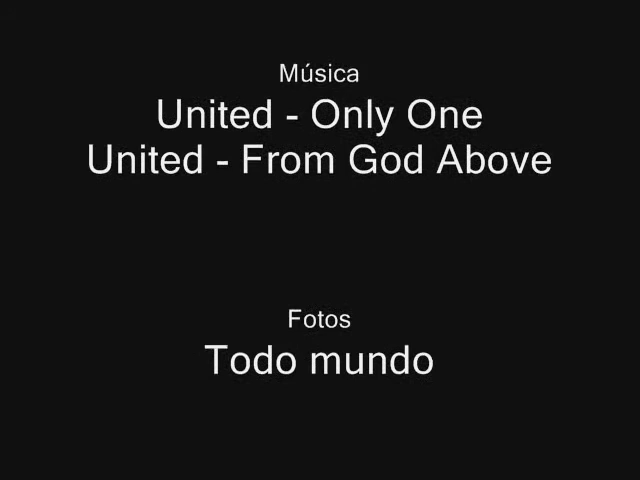 Música
United - Only One
United - From God Above
Fotos
Todo mundo